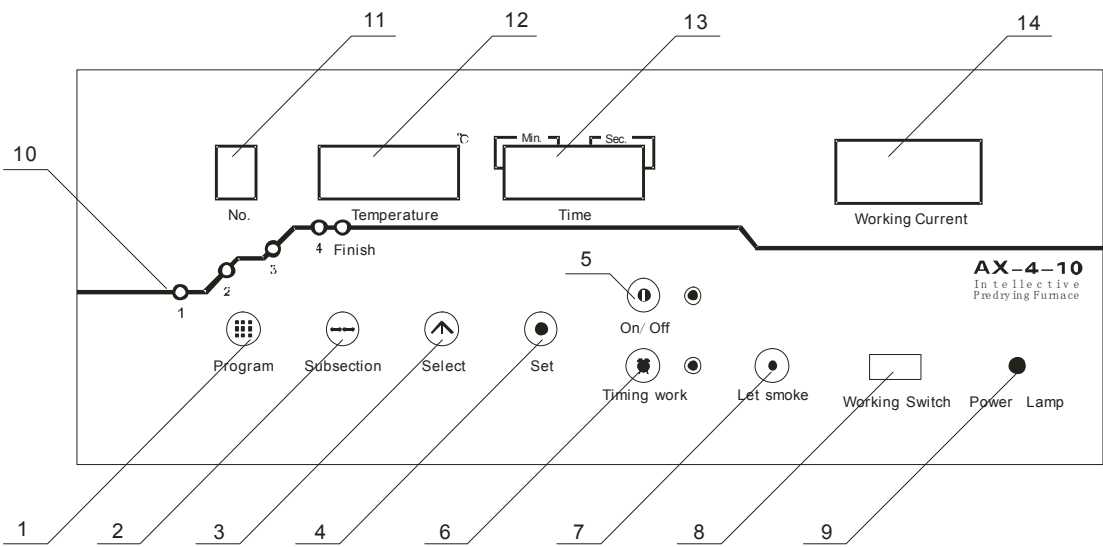 11 12 13 14
℃
Min. Sec.
10
No. Temperature Time Working Current
4 Finish
3
2
1
5
AX-4-10
Intellective
Predrying Furnace
On/Off
Program Subsection Select Set
Timing work Let smoke Working Switch Power Lamp
1 2 3 4 6 7 8 9